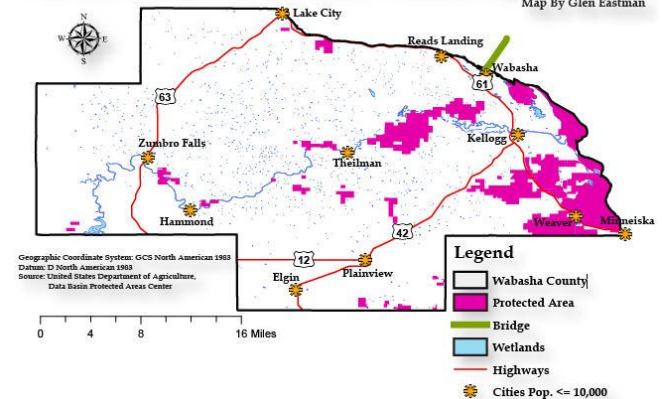 Map By Glen Eastman
N
W E
S
Lake City
Reads Landing
Wabasha
61
63
Kellogg
Zumbro Falls
Theilman
Hammond
Weaver
Minneiska
42
12
Plainview
Elgin
Geographic Coordinate System: GCS North American 1983
Datum: D North American 1983
Source: United States Department of Agriculture,
Data Basin Protected Areas Center
0 4 8 16 Miles
Legend
Wabasha County
Protected Area
Bridge
Wetlands
Highways
Cities Pop. <= 10,000